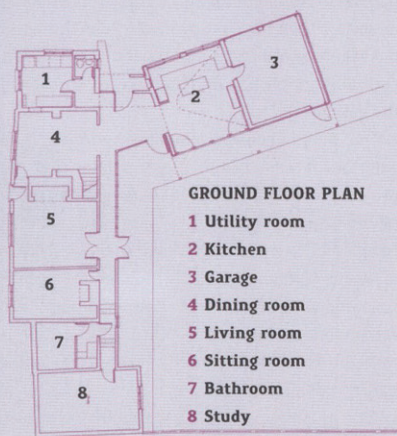 1
2
3
4
5
6
7
8
GROUND FLOOR PLAN
1 Utility room
2 Kitchen
3 Garage
4 Dining room
5 Living room
6 Sitting room
7 Bathroom
8 Study